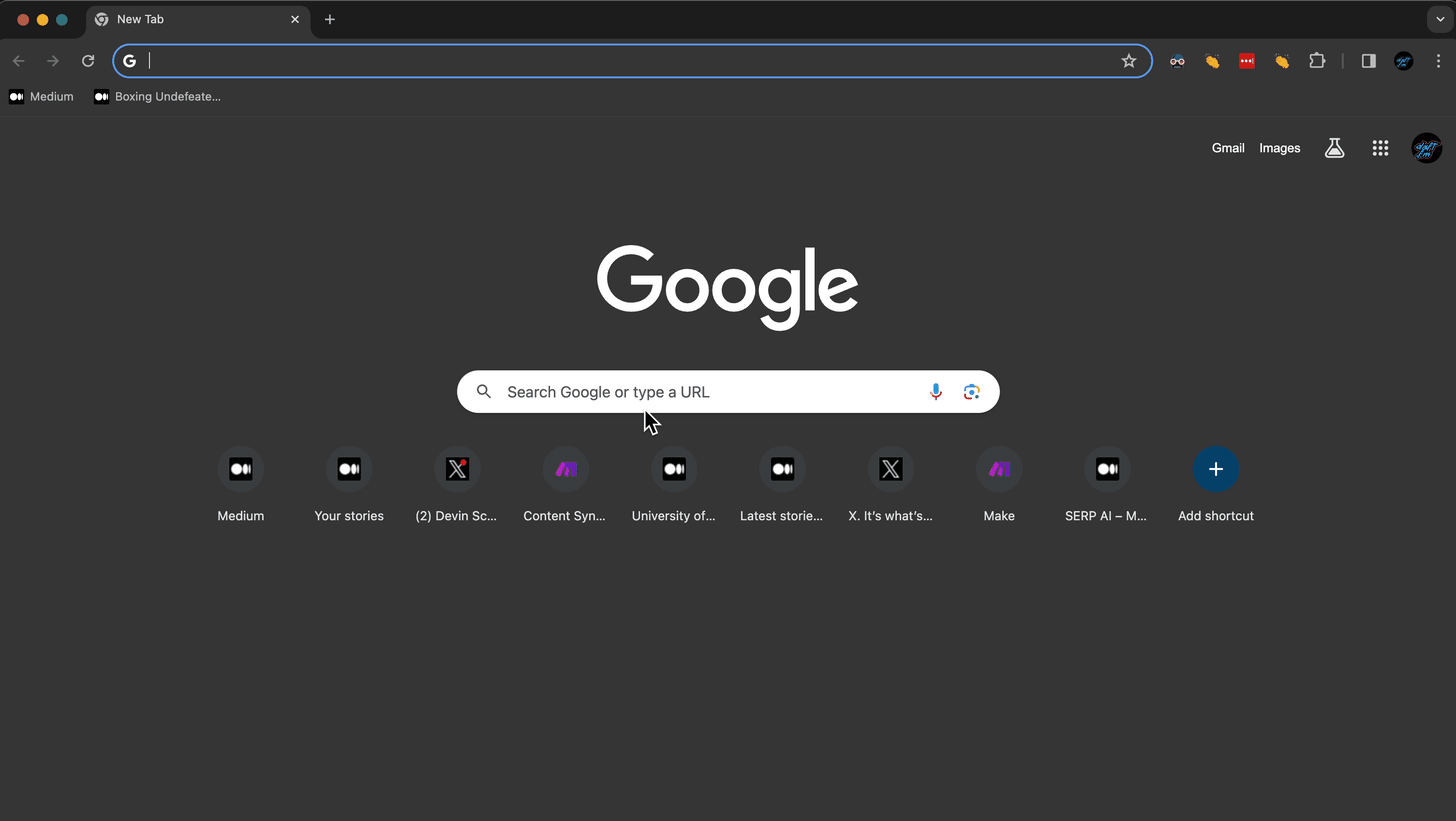 New Tab
Medium
Boxing Undefeate...
Gmail
Images
Google
Search Google or type a URL
Medium
Your stories
(2) Devin Sc...
Content Syn...
University of...
Latest storie...
X. It's what's...
Make
SERP AI – M...
Add shortcut